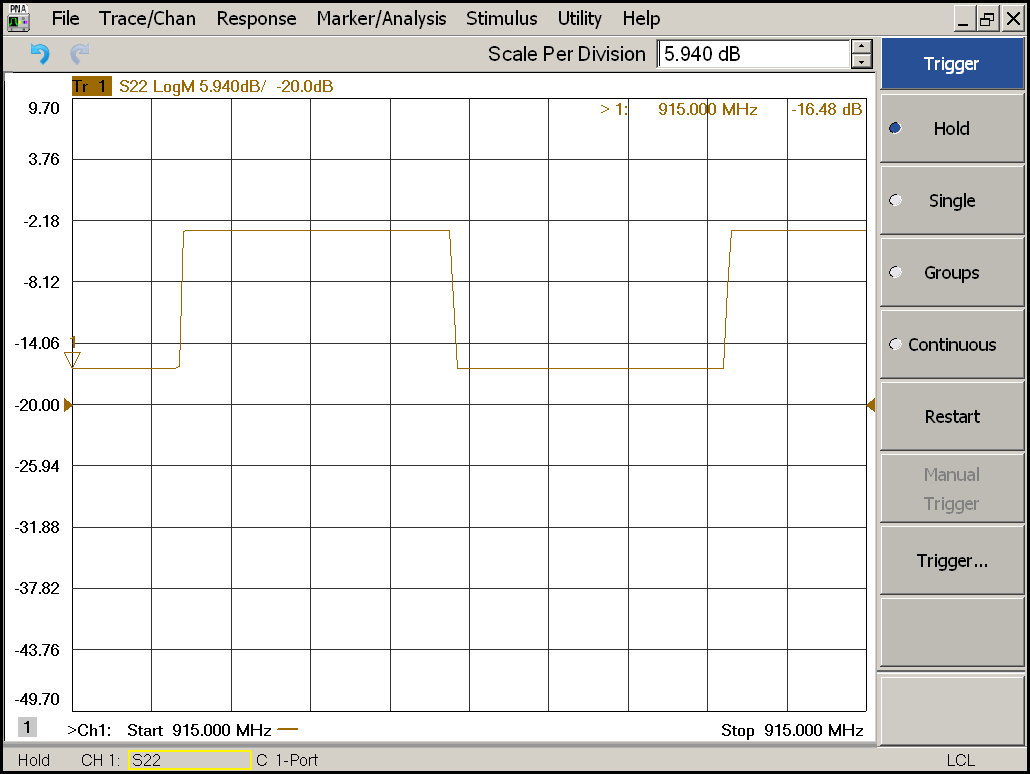 PNA
File Trace/Chan Response Marker/Analysis Stimulus Utility Help
Scale Per Division 5.940 dB
Trigger
Tr 1 S22 LogM 5.940dB/ -20.0dB
> 1: 915.000 MHz -16.48 dB
9.70
3.76
-2.18
-8.12
-14.06
1
-20.00
-25.94
-31.88
-37.82
-43.76
-49.70
Hold
Single
Groups
Continuous
Restart
Manual
Trigger
Trigger...
1 >Ch1: Start 915.000 MHz Stop 915.000 MHz
Hold CH 1: S22 C 1-Port LCL